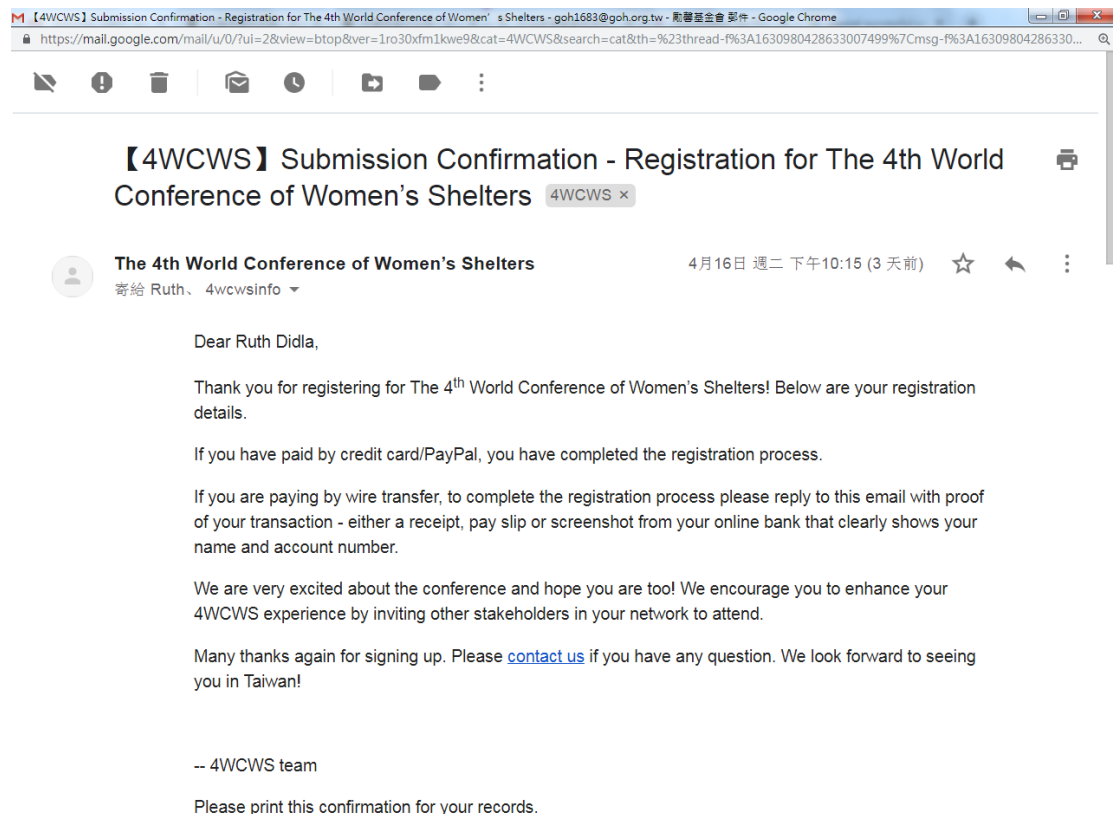 【4WCWS】Submission Confirmation - Registration for The 4th World Conference of Women's Shelters - goh1683@goh.org.tw - 勵馨基金會 郵件 - Google Chrome
https://mail.google.com/mail/u/0/?ui=2&view=btop&ver=1ro30xfm1kwe9&cat=4WCWS&search=cat&th=%23thread-f%3A1630980428633007499%7Cmsg-f%3A16309804286330...
【4WCWS】Submission Confirmation - Registration for The 4th World
Conference of Women’s Shelters 4WCWS ×
The 4th World Conference of Women’s Shelters 4月16日 週二 下午10:15 (3 天前)
寄給 Ruth、 4wcwsinfo
Dear Ruth Didla,
Thank you for registering for The 4th World Conference of Women’s Shelters! Below are your registration
details.
If you have paid by credit card/PayPal, you have completed the registration process.
If you are paying by wire transfer, to complete the registration process please reply to this email with proof
of your transaction - either a receipt, pay slip or screenshot from your online bank that clearly shows your
name and account number.
We are very excited about the conference and hope you are too! We encourage you to enhance your
4WCWS experience by inviting other stakeholders in your network to attend.
Many thanks again for signing up. Please contact us if you have any question. We look forward to seeing
you in Taiwan!
-- 4WCWS team
Please print this confirmation for your records.